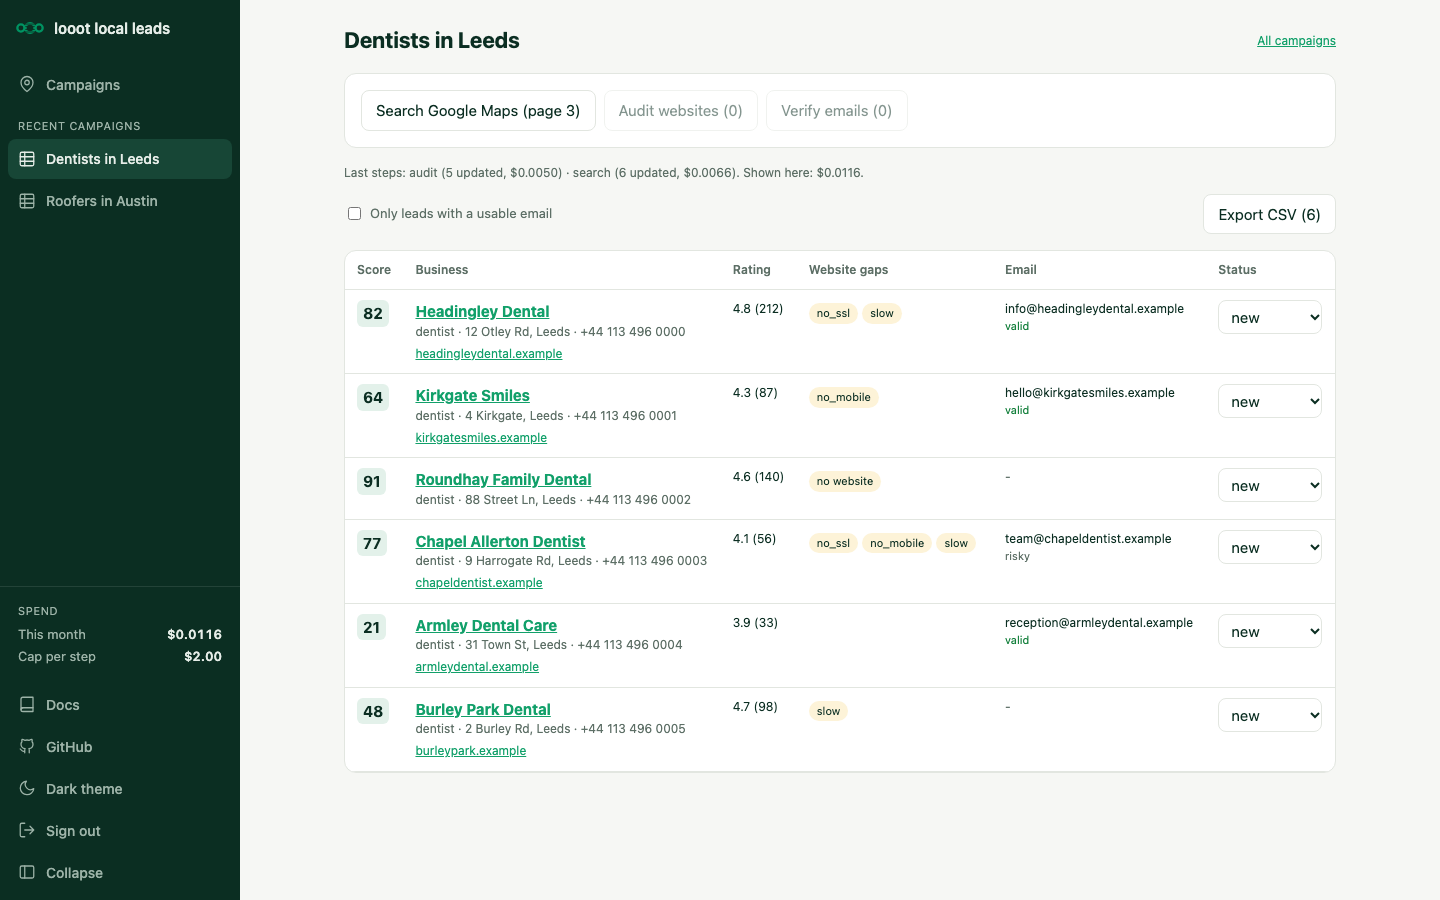 looot local leads
Campaigns
RECENT CAMPAIGNS
Dentists in Leeds
Roofers in Austin
SPEND
This month $0.0116
Cap per step $2.00
Docs
GitHub
Dark theme
Sign out
Collapse
Dentists in Leeds
All campaigns
Search Google Maps (page 3) Audit websites (0) Verify emails (0)
Last steps: audit (5 updated, $0.0050) · search (6 updated, $0.0066). Shown here: $0.0116.
Only leads with a usable email
Export CSV (6)
Score Business Rating Website gaps Email Status
82 Headingley Dental 4.8 (212) no_ssl slow info@headingleydental.example new
dentist · 12 Otley Rd, Leeds · +44 113 496 0000 valid
headingleydental.example
64 Kirkgate Smiles 4.3 (87) no_mobile hello@kirkgatesmiles.example new
dentist · 4 Kirkgate, Leeds · +44 113 496 0001 valid
kirkgatesmiles.example
91 Roundhay Family Dental 4.6 (140) no website - new
dentist · 88 Street Ln, Leeds · +44 113 496 0002
77 Chapel Allerton Dentist 4.1 (56) no_ssl no_mobile slow team@chapeldentist.example new
dentist · 9 Harrogate Rd, Leeds · +44 113 496 0003 risky
chapeldentist.example
21 Armley Dental Care 3.9 (33) reception@armleydental.example new
dentist · 31 Town St, Leeds · +44 113 496 0004 valid
armleydental.example
48 Burley Park Dental 4.7 (98) slow - new
dentist · 2 Burley Rd, Leeds · +44 113 496 0005
burleypark.example